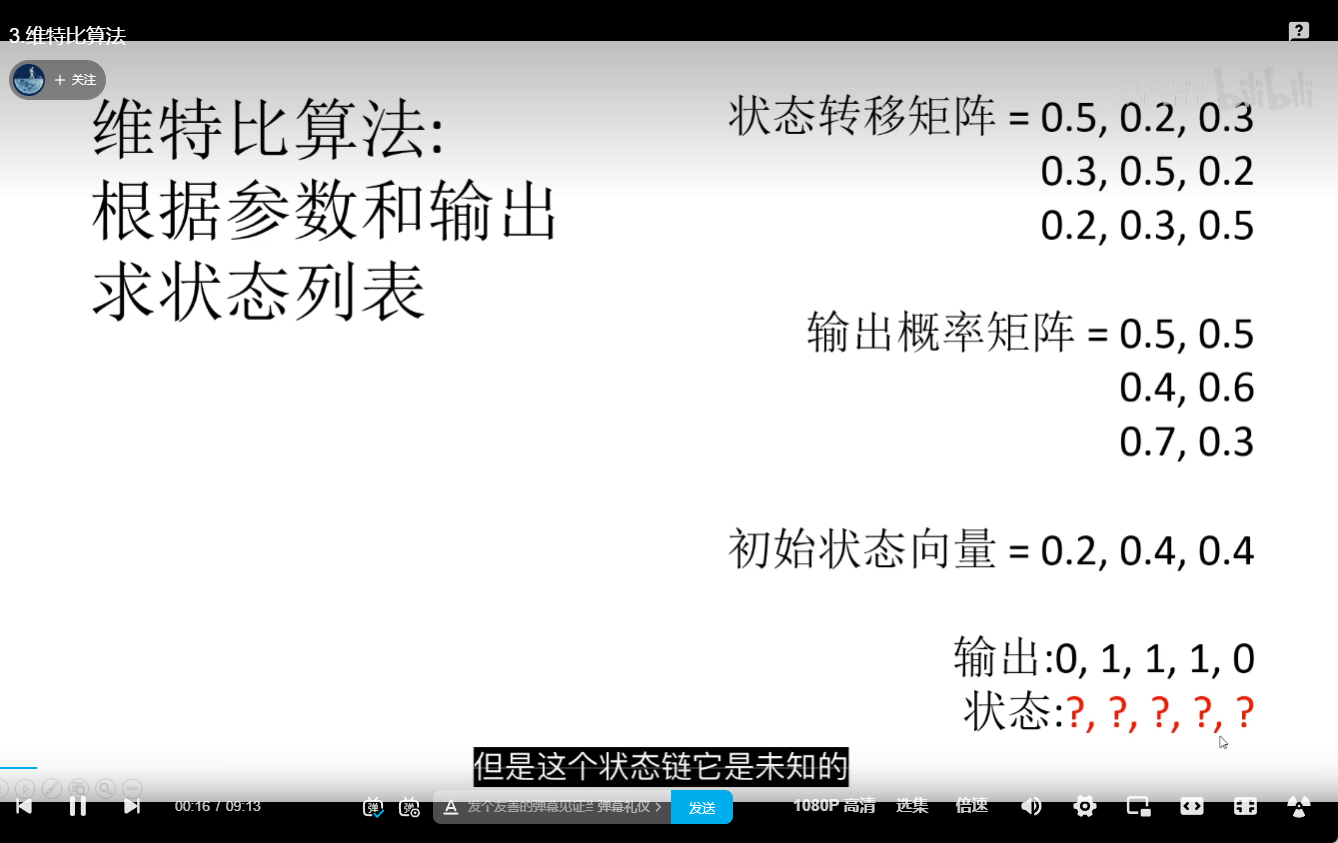 3.维特比算法
+ 关注
bilibili
维特比算法:
根据参数和输出
求状态列表
状态转移矩阵 = 0.5, 0.2, 0.3
0.3, 0.5, 0.2
0.2, 0.3, 0.5
输出概率矩阵 = 0.5, 0.5
0.4, 0.6
0.7, 0.3
初始状态向量 = 0.2, 0.4, 0.4
输出:0, 1, 1, 1, 0
状态:?, ?, ?, ?, ?
但是这个状态链它是未知的
00:16 / 09:13
弹
弹
A
发个友善的弹幕见证
弹幕礼仪 >
发送
1080P 高清
选集
倍速